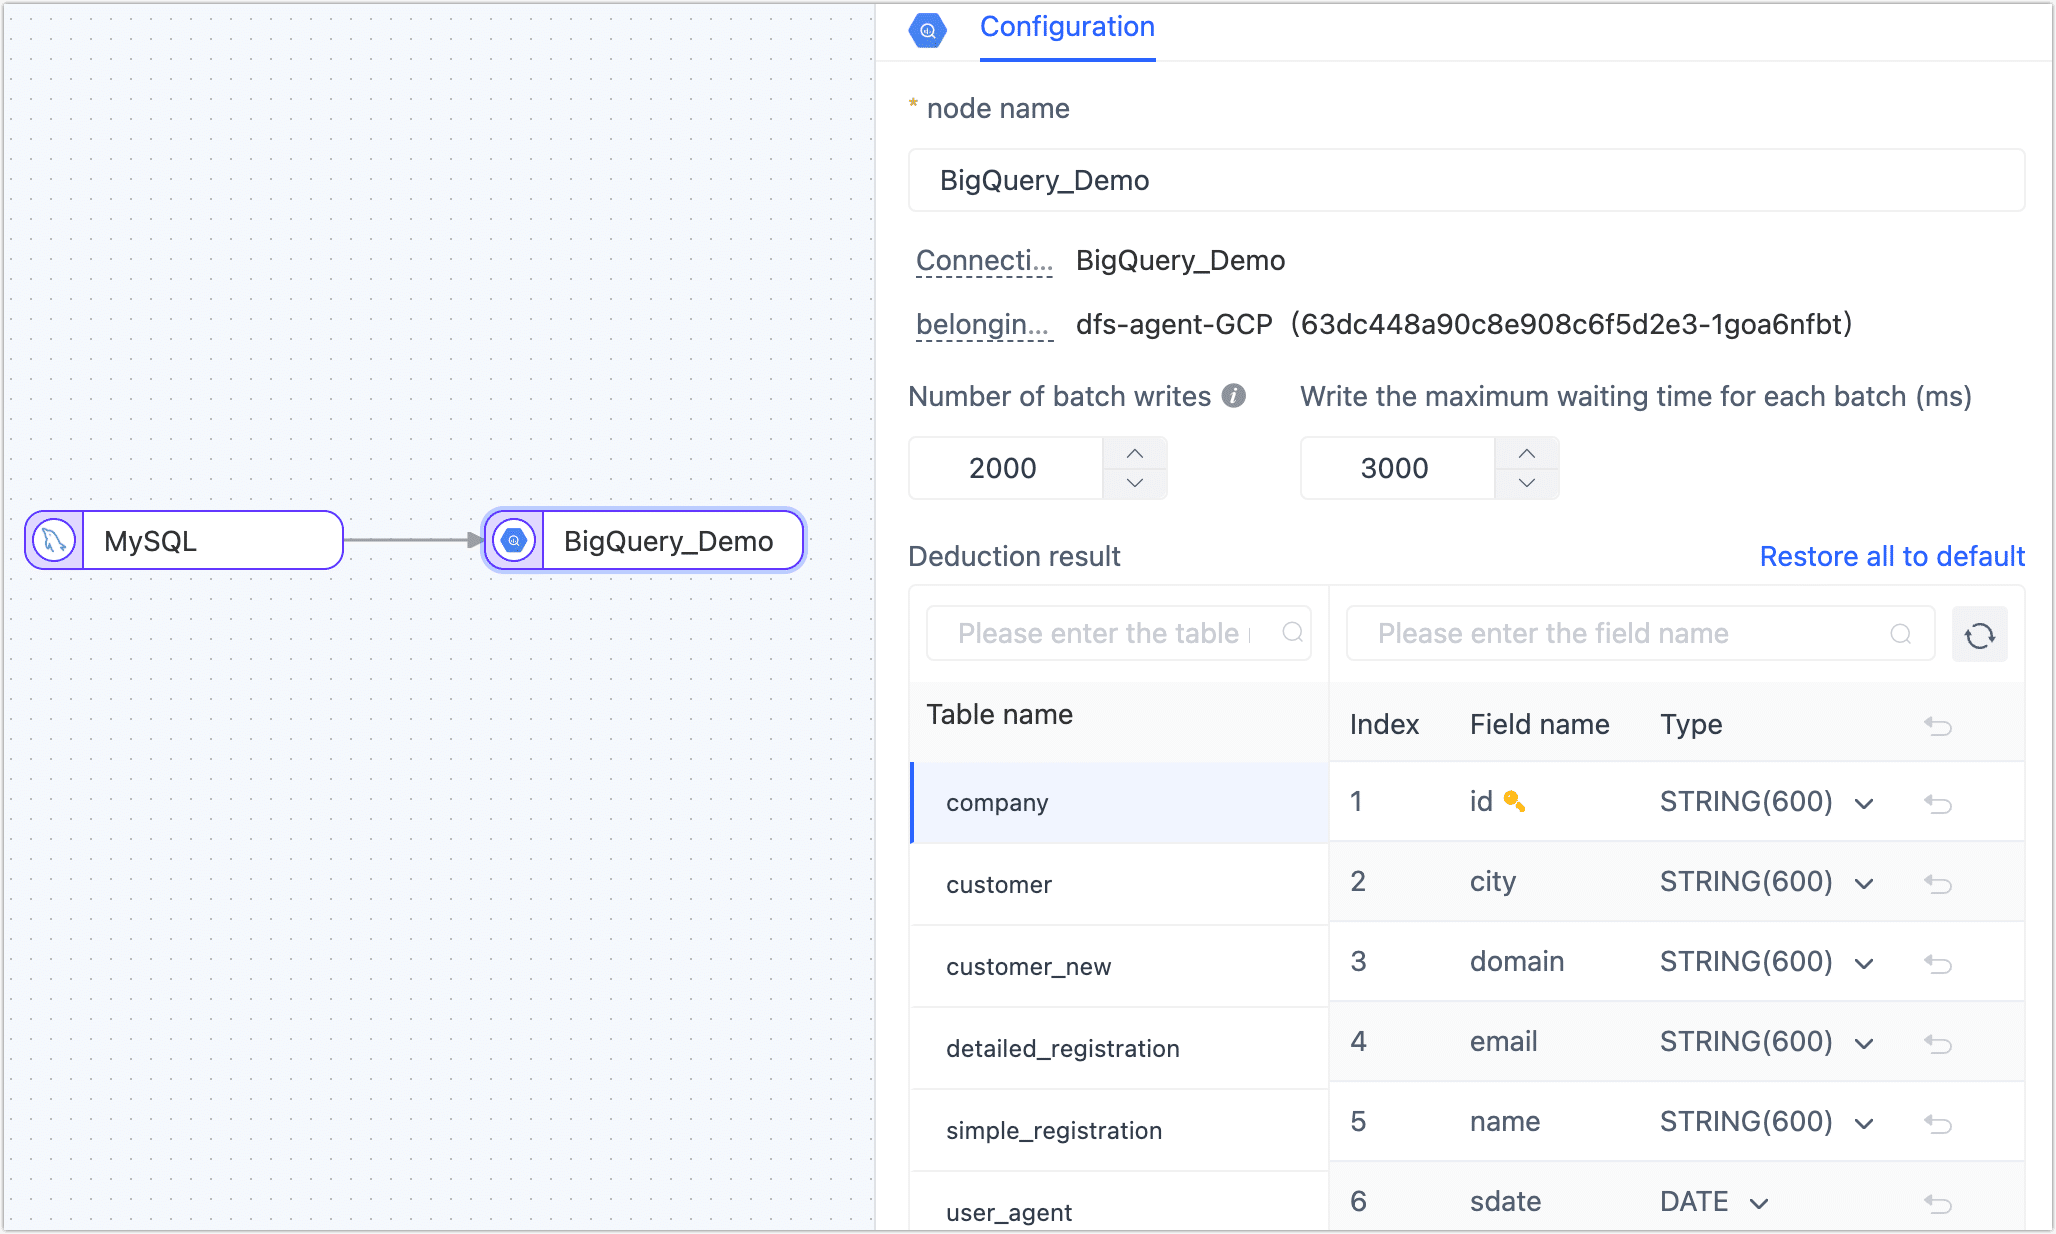 Configuration
* node name
BigQuery_Demo
Connecti... BigQuery_Demo
belongin... dfs-agent-GCP (63dc448a90c8e908c6f5d2e3-1goa6nfbt)
Number of batch writes i Write the maximum waiting time for each batch (ms)
2000 3000
MySQL BigQuery_Demo
Deduction result Restore all to default
Please enter the table Please enter the field name
Table name
Index Field name Type
company
1 id STRING(600)
customer
2 city STRING(600)
customer_new
3 domain STRING(600)
detailed_registration
4 email STRING(600)
simple_registration
5 name STRING(600)
user_agent
6 sdate DATE